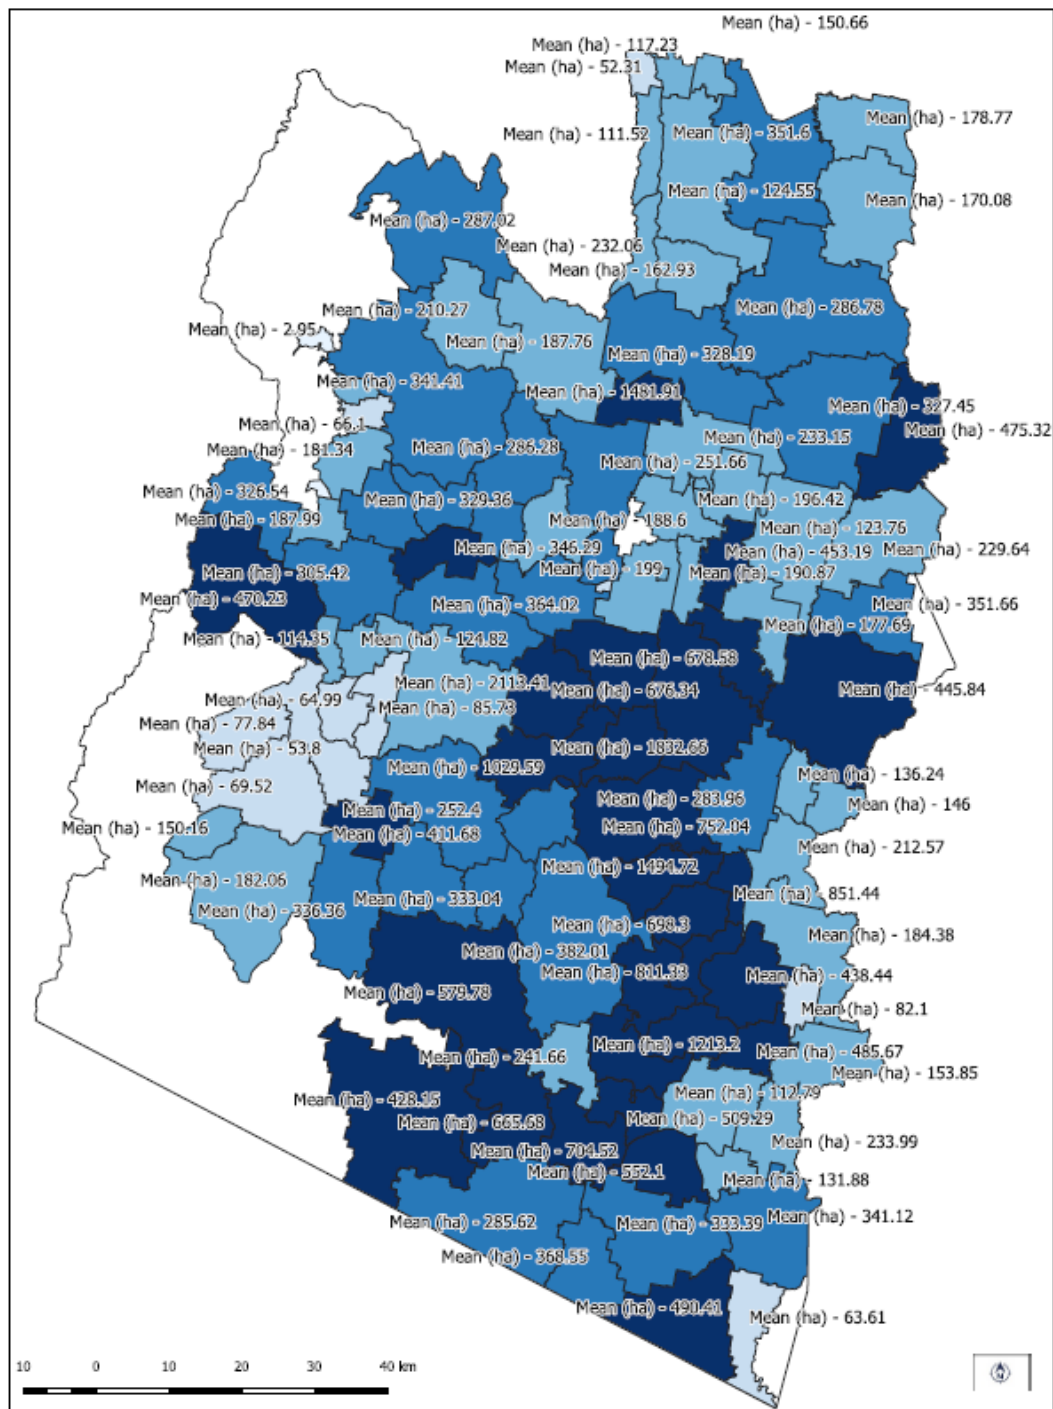 Mean (ha) - 150.66
Mean (ha) - 117.23
Mean (ha) - 52.31
Mean (ha) - 178.77
Mean (ha) - 111.52
Mean (ha) - 351.6
Mean (ha) - 124.55
Mean (ha) - 170.08
Mean (ha) - 287.02
Mean (ha) - 232.06
Mean (ha) - 162.93
Mean (ha) - 210.27
Mean (ha) - 286.78
Mean (ha) - 2.95
Mean (ha) - 187.76
Mean (ha) - 328.19
Mean (ha) - 341.41
Mean (ha) - 1481.91
Mean (ha) - 327.45
Mean (ha) - 66.1
Mean (ha) - 475.32
Mean (ha) - 233.15
Mean (ha) - 181.34
Mean (ha) - 286.28
Mean (ha) - 251.66
Mean (ha) - 326.54
Mean (ha) - 329.36
Mean (ha) - 196.42
Mean (ha) - 187.99
Mean (ha) - 188.6
Mean (ha) - 123.76
Mean (ha) - 346.29
Mean (ha) - 453.19
Mean (ha) - 229.64
Mean (ha) - 305.42
Mean (ha) - 199
Mean (ha) - 190.87
Mean (ha) - 470.23
Mean (ha) - 364.02
Mean (ha) - 351.66
Mean (ha) - 177.69
Mean (ha) - 114.35
Mean (ha) - 124.82
Mean (ha) - 678.58
Mean (ha) - 2113.41
Mean (ha) - 676.34
Mean (ha) - 445.84
Mean (ha) - 64.99
Mean (ha) - 85.73
Mean (ha) - 77.84
Mean (ha) - 53.8
Mean (ha) - 1832.66
Mean (ha) - 1029.59
Mean (ha) - 136.24
Mean (ha) - 69.52
Mean (ha) - 283.96
Mean (ha) - 146
Mean (ha) - 252.4
Mean (ha) - 150.16
Mean (ha) - 411.68
Mean (ha) - 752.04
Mean (ha) - 212.57
Mean (ha) - 1494.72
Mean (ha) - 182.06
Mean (ha) - 851.44
Mean (ha) - 333.04
Mean (ha) - 336.36
Mean (ha) - 698.3
Mean (ha) - 184.38
Mean (ha) - 382.01
Mean (ha) - 811.33
Mean (ha) - 438.44
Mean (ha) - 579.78
Mean (ha) - 82.1
Mean (ha) - 1213.2
Mean (ha) - 485.67
Mean (ha) - 241.66
Mean (ha) - 153.85
Mean (ha) - 112.79
Mean (ha) - 428.15
Mean (ha) - 509.29
Mean (ha) - 665.68
Mean (ha) - 233.99
Mean (ha) - 704.52
Mean (ha) - 552.1
Mean (ha) - 131.88
Mean (ha) - 341.12
Mean (ha) - 285.62
Mean (ha) - 333.39
Mean (ha) - 368.55
Mean (ha) - 490.41
Mean (ha) - 63.61
10 0 10 20 30 40 km